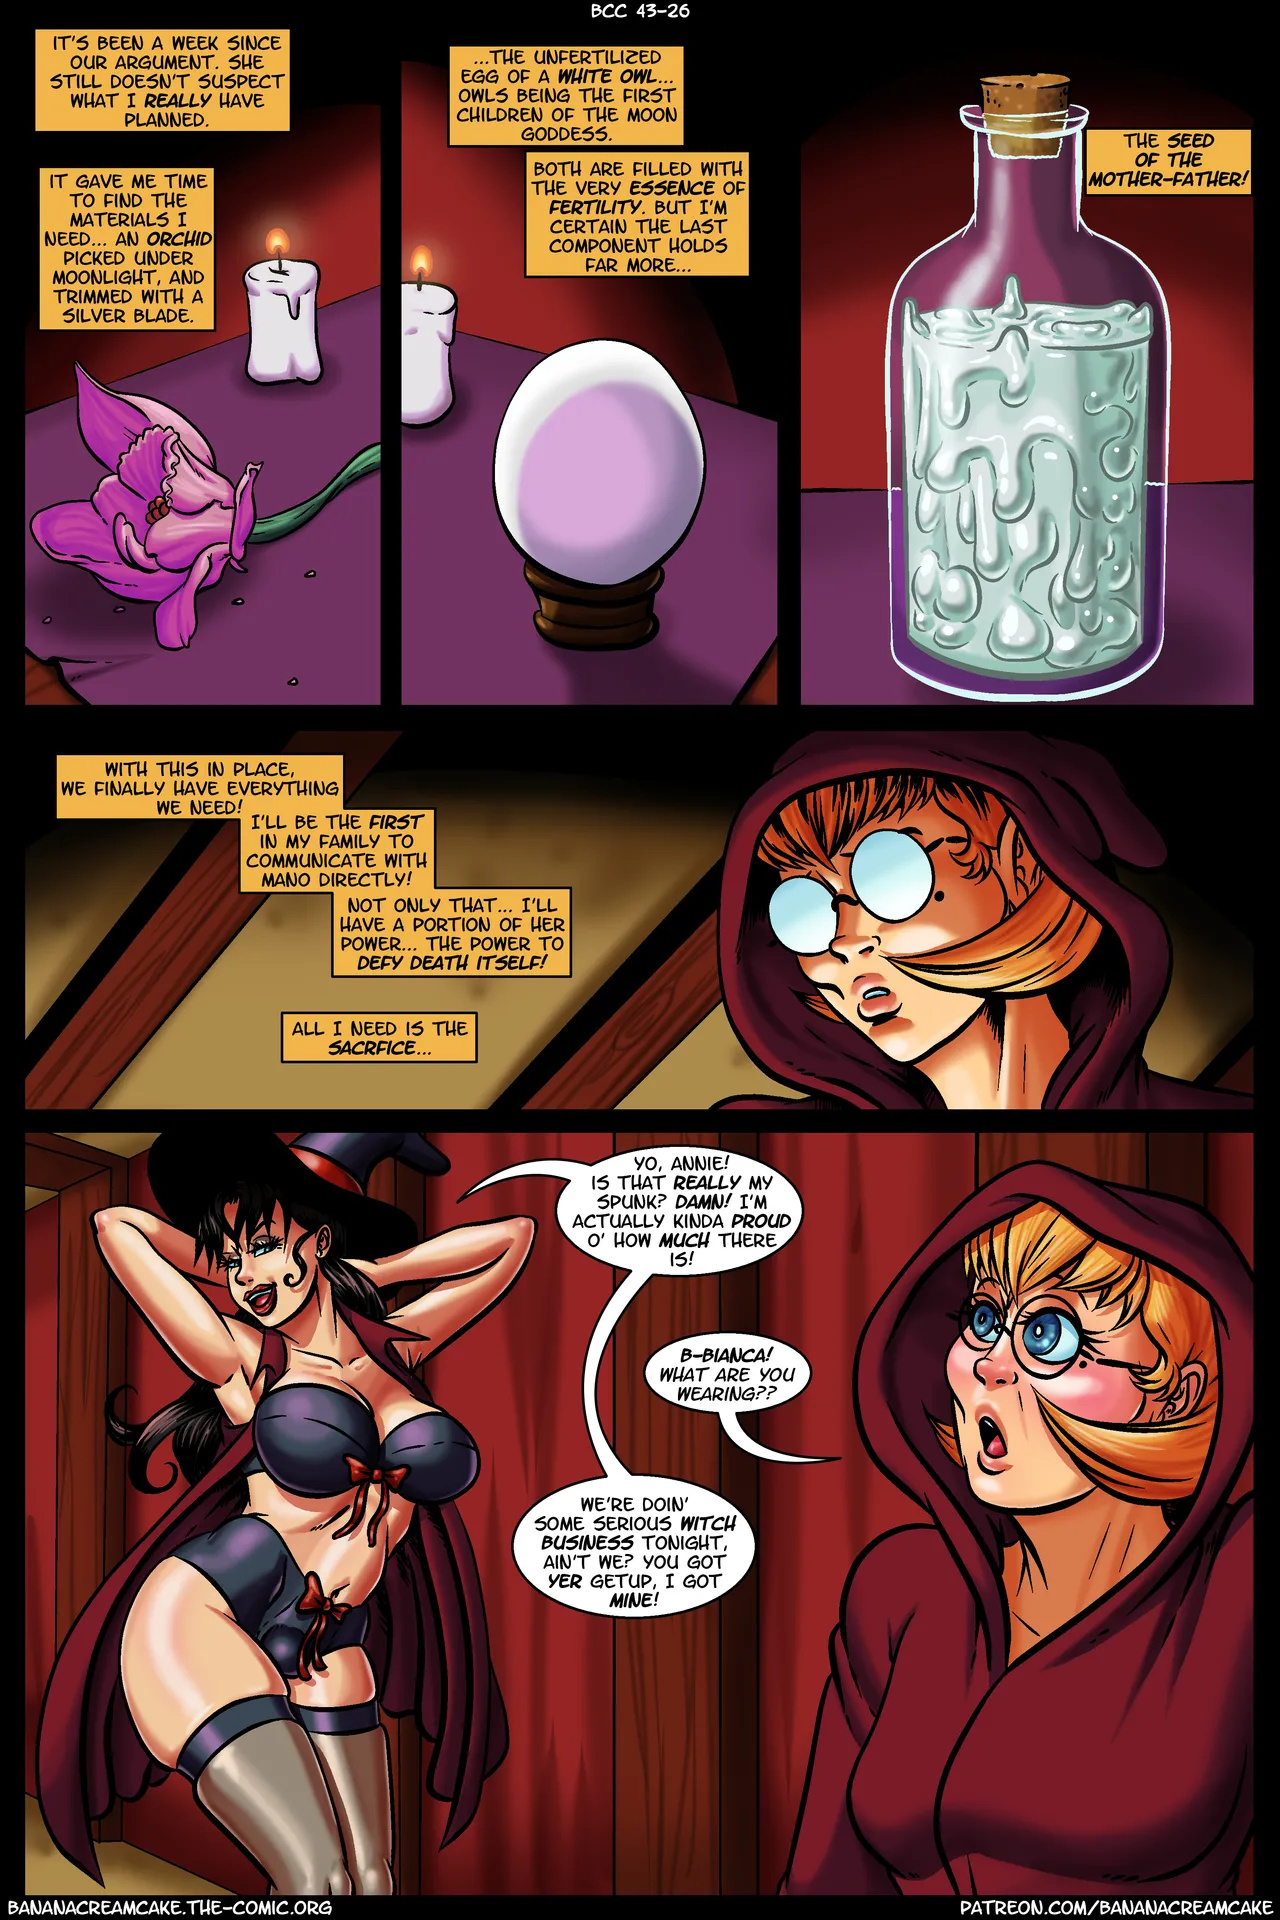 BCC 43-26
IT'S BEEN A WEEK SINCE
OUR ARGUMENT. SHE
STILL DOESN'T SUSPECT
WHAT I REALLY HAVE
PLANNED.
IT GAVE ME TIME
TO FIND THE
MATERIALS I
NEED... AN ORCHID
PICKED UNDER
MOONLIGHT, AND
TRIMMED WITH A
SILVER BLADE.
...THE UNFERTILIZED
EGG OF A WHITE OWL...
OWLS BEING THE FIRST
CHILDREN OF THE MOON
GODDESS.
BOTH ARE FILLED WITH
THE VERY ESSENCE OF
FERTILITY. BUT I'M
CERTAIN THE LAST
COMPONENT HOLDS
FAR MORE...
THE SEED
OF THE
MOTHER-FATHER!
WITH THIS IN PLACE,
WE FINALLY HAVE EVERYTHING
WE NEED!
I'LL BE THE FIRST
IN MY FAMILY TO
COMMUNICATE WITH
MANO DIRECTLY!
NOT ONLY THAT... I'LL
HAVE A PORTION OF HER
POWER... THE POWER TO
DEFY DEATH ITSELF!
ALL I NEED IS THE
SACRFICE...
YO, ANNIE!
IS THAT REALLY MY
SPUNK? DAMN! I'M
ACTUALLY KINDA PROUD
O' HOW MUCH THERE
IS!
B-BIANCA!
WHAT ARE YOU
WEARING??
WE'RE DOIN'
SOME SERIOUS WITCH
BUSINESS TONIGHT,
AIN'T WE? YOU GOT
YER GETUP, I GOT
MINE!
BANANACREAMCAKE.THE-COMIC.ORG
PATREON.COM/BANANACREAMCAKE